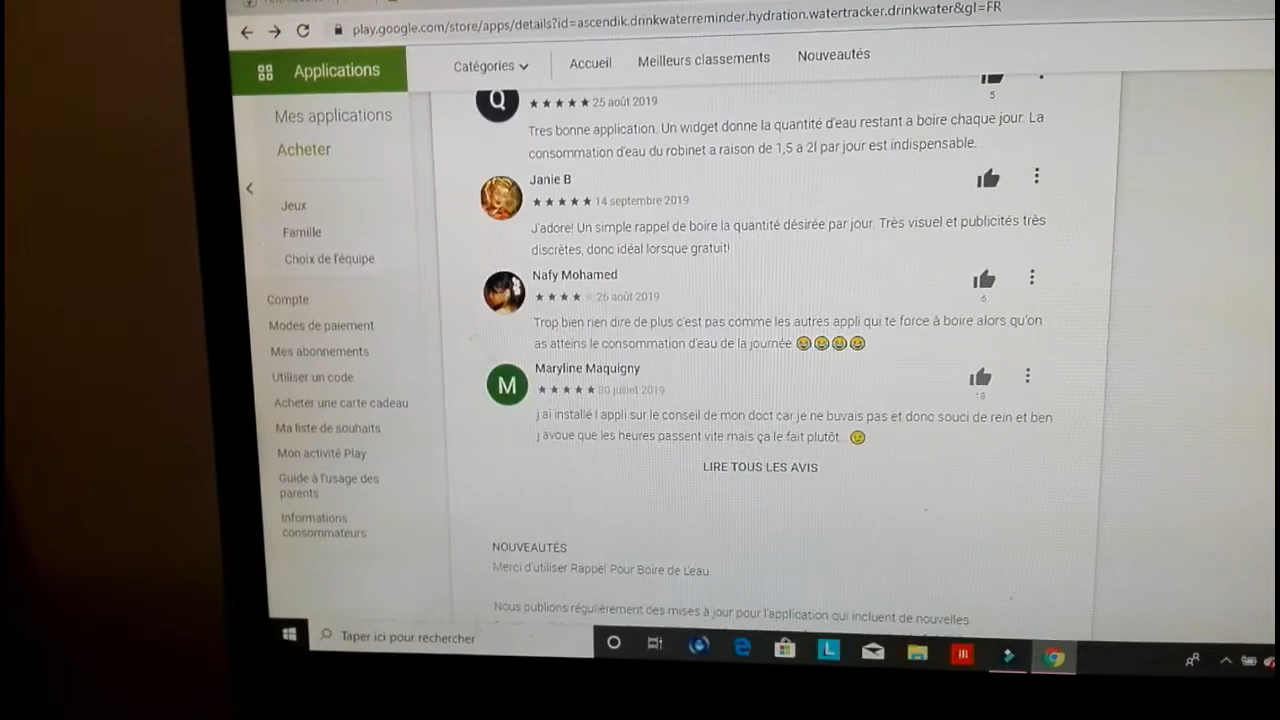 play.google.com/store/apps/details?id=ascendik.drinkwaterreminder.hydration.watertracker.drinkwater&gl=FR
Applications
Catégories
Accueil
Meilleurs classements
Nouveautés
Mes applications
Acheter
Jeux
Famille
Choix de l'équipe
Compte
Modes de paiement
Mes abonnements
Utiliser un code
Acheter une carte cadeau
Ma liste de souhaits
Mon activité Play
Guide à l'usage des
parents
Informations
consommateurs
Q
25 août 2019
5
Tres bonne application. Un widget donne la quantité d'eau restant a boire chaque jour. La
consommation d'eau du robinet a raison de 1,5 a 2l par jour est indispensable.
Janie B
14 septembre 2019
J'adore! Un simple rappel de boire la quantité désirée par jour. Très visuel et publicités très
discrètes, donc idéal lorsque gratuit!
Nafy Mohamed
26 août 2019
6
Trop bien rien dire de plus c'est pas comme les autres appli qui te force à boire alors qu'on
as atteins le consommation d'eau de la journée 😂😂😂😂
Maryline Maquigny
M
30 juillet 2019
18
j ai installé l appli sur le conseil de mon doct car je ne buvais pas et donc souci de rein et ben
j avoue que les heures passent vite mais ça le fait plutôt...😉
LIRE TOUS LES AVIS
NOUVEAUTÉS
Merci d'utiliser Rappel Pour Boire de L'eau.
Nous publions régulièrement des mises à jour pour l'application qui incluent de nouvelles
Taper ici pour rechercher
L